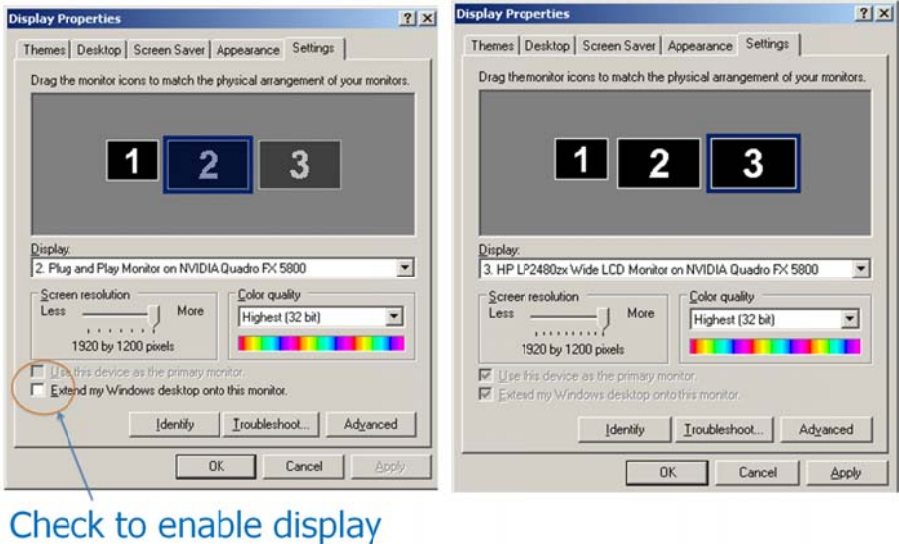 Display Properties
Themes Desktop Screen Saver Appearance Settings
Drag the monitor icons to match the physical arrangement of your monitors.
1 2 3
Display:
2. Plug and Play Monitor on NVIDIA Quadro FX 5800
Screen resolution
Less More
1920 by 1200 pixels
Color quality
Highest (32 bit)
Use this device as the primary monitor.
Extend my Windows desktop onto this monitor.
Identify Troubleshoot... Advanced
OK Cancel Apply
Check to enable display
Display Properties
Themes Desktop Screen Saver Appearance Settings
Drag the monitor icons to match the physical arrangement of your monitors.
1 2 3
Display:
3. HP LP2480zx Wide LCD Monitor on NVIDIA Quadro FX 5800
Screen resolution
Less More
1920 by 1200 pixels
Color quality
Highest (32 bit)
Use this device as the primary monitor.
Extend my Windows desktop onto this monitor.
Identify Troubleshoot... Advanced
OK Cancel Apply